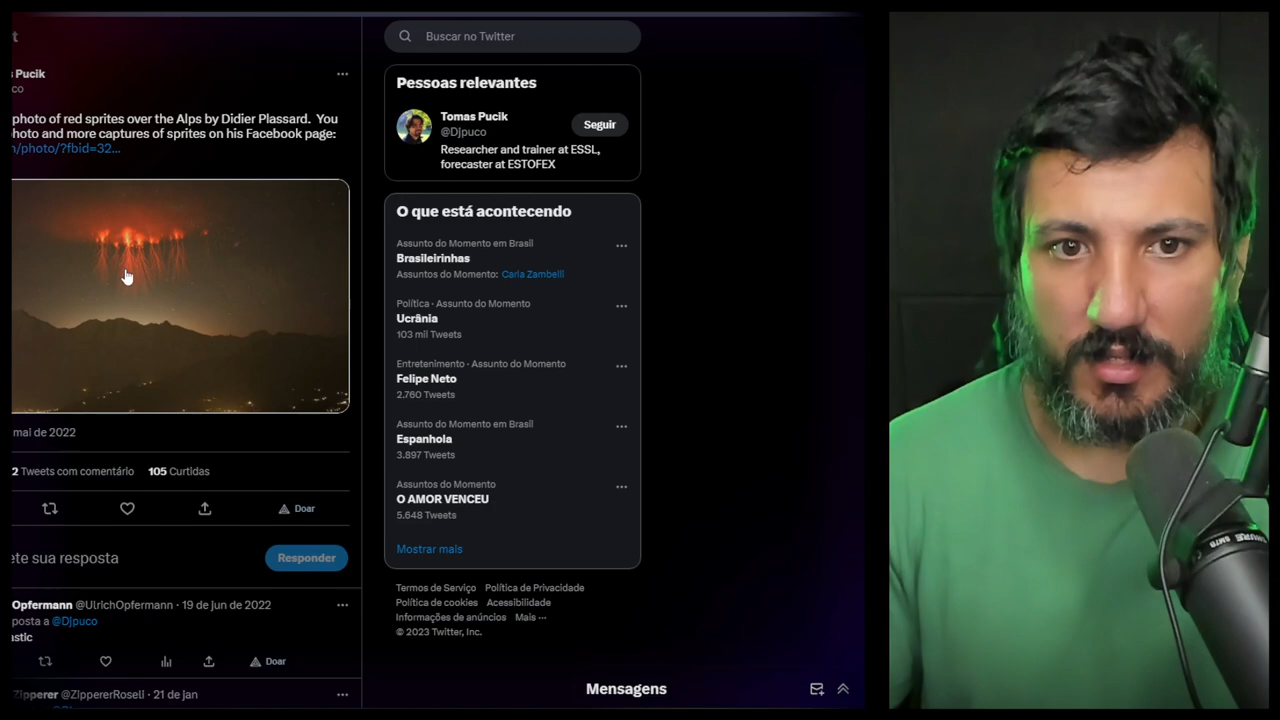 t
s Pucik
co
photo of red sprites over the Alps by Didier Plassard. You
hoto and more captures of sprites on his Facebook page:
n/photo/?fbid=32...
mai de 2022
2 Tweets com comentário 105 Curtidas
Doar
ete sua resposta
Responder
Opfermann @UlrichOpfermann · 19 de jun de 2022
posta a @Djpuco
astic
Doar
Zipperer @ZippererRoseli · 21 de jan
Buscar no Twitter
Pessoas relevantes
Tomas Pucik
@Djpuco
Seguir
Researcher and trainer at ESSL,
forecaster at ESTOFEX
O que está acontecendo
Assunto do Momento em Brasil
Brasileirinhas
Assuntos do Momento: Carla Zambelli
Política · Assunto do Momento
Ucrânia
103 mil Tweets
Entretenimento · Assunto do Momento
Felipe Neto
2.760 Tweets
Assunto do Momento em Brasil
Espanhola
3.897 Tweets
Assuntos do Momento
O AMOR VENCEU
5.648 Tweets
Mostrar mais
Termos de Serviço Política de Privacidade
Política de cookies Acessibilidade
Informações de anúncios Mais ···
© 2023 Twitter, Inc.
Mensagens
SHURE SM7B